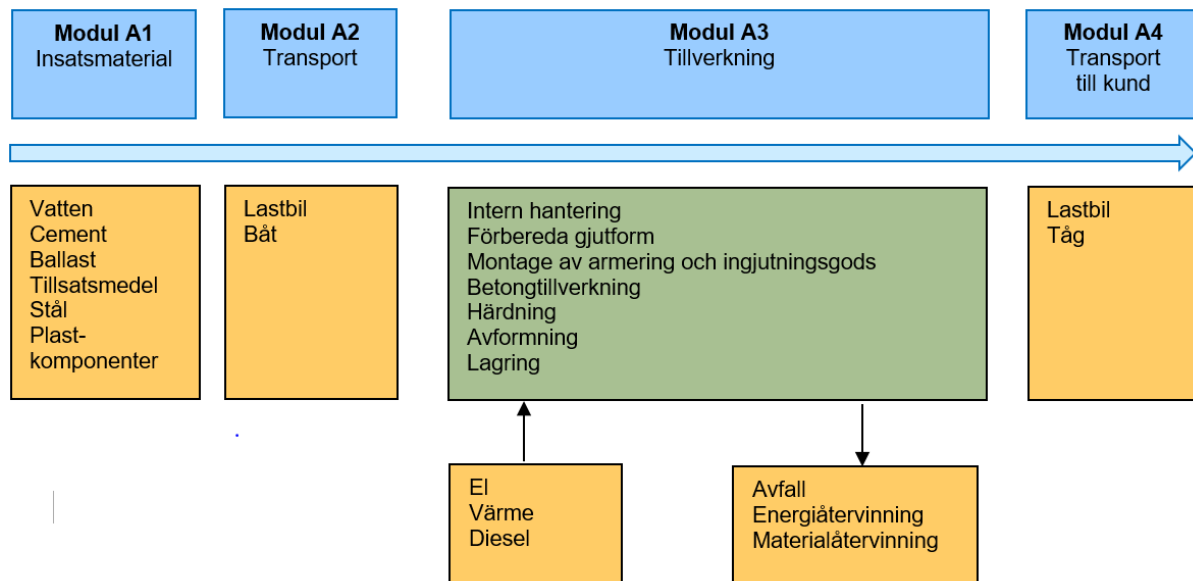 Modul A1
Insatsmaterial
Modul A2
Transport
Modul A3
Tillverkning
Modul A4
Transport
till kund
Vatten
Cement
Ballast
Tillsatsmedel
Stål
Plast-
komponenter
Lastbil
Båt
Intern hantering
Förbereda gjutform
Montage av armering och ingjutningsgods
Betongtillverkning
Härdning
Avformning
Lagring
Lastbil
Tåg
El
Värme
Diesel
Avfall
Energiåtervinning
Materialåtervinning